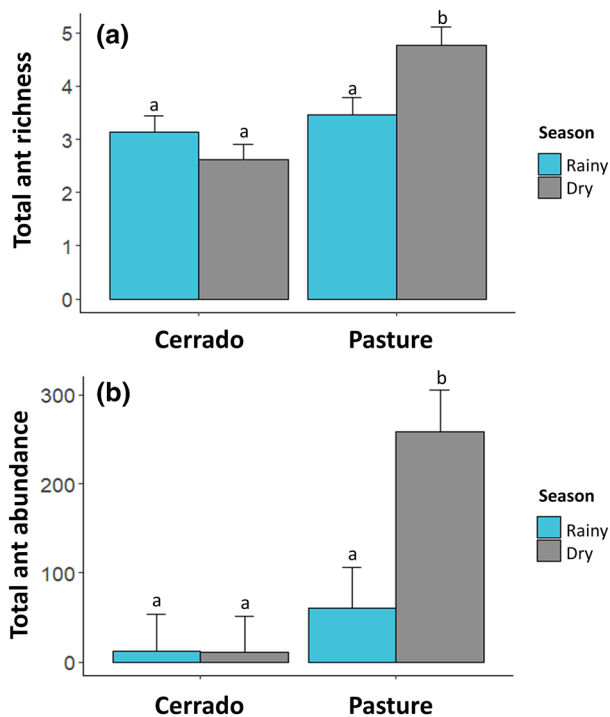 (a)
Total ant richness
5
4
3
2
1
0
a
a
a
b
Cerrado
Pasture
Season
Rainy
Dry
(b)
Total ant abundance
300
200
100
0
a
a
a
b
Cerrado
Pasture
Season
Rainy
Dry